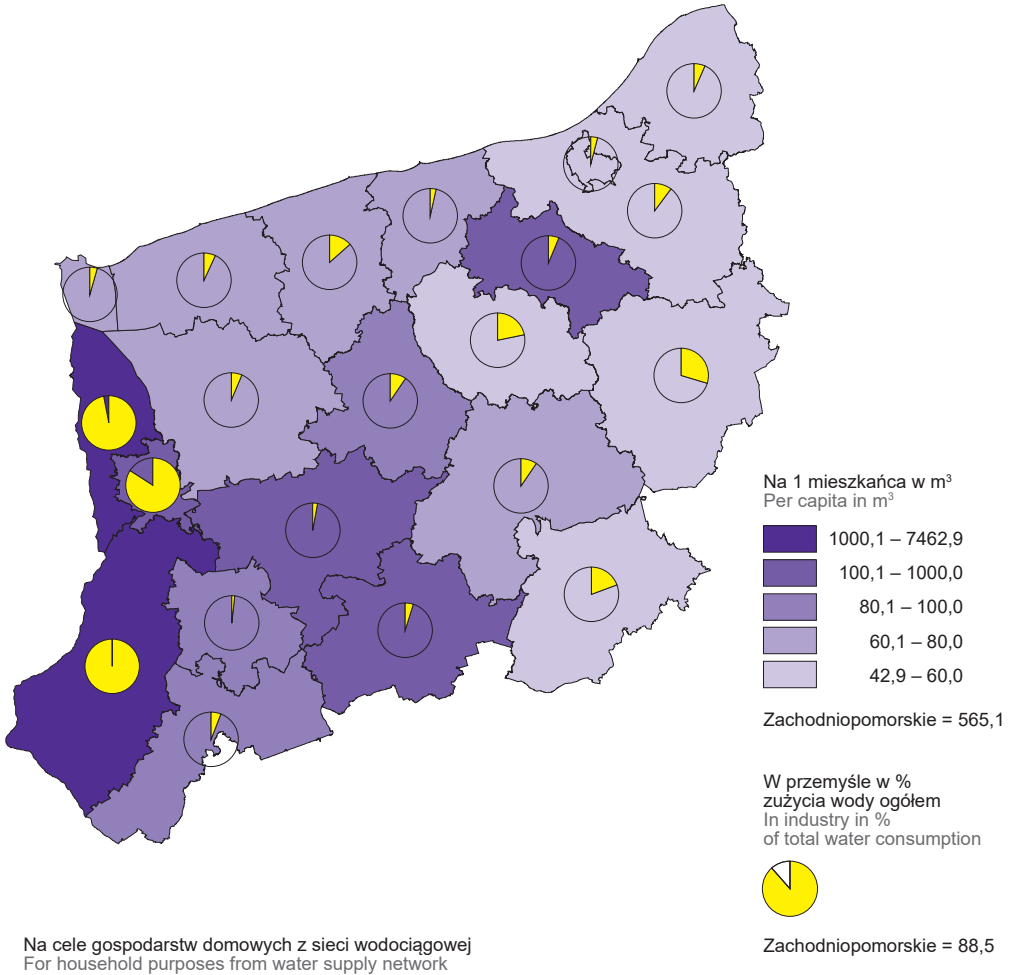 Na 1 mieszkańca w m³
Per capita in m³
1000,1 – 7462,9
100,1 – 1000,0
80,1 – 100,0
60,1 – 80,0
42,9 – 60,0
Zachodniopomorskie = 565,1
W przemyśle w %
zużycia wody ogółem
In industry in %
of total water consumption
Zachodniopomorskie = 88,5
Na cele gospodarstw domowych z sieci wodociągowej
For household purposes from water supply network